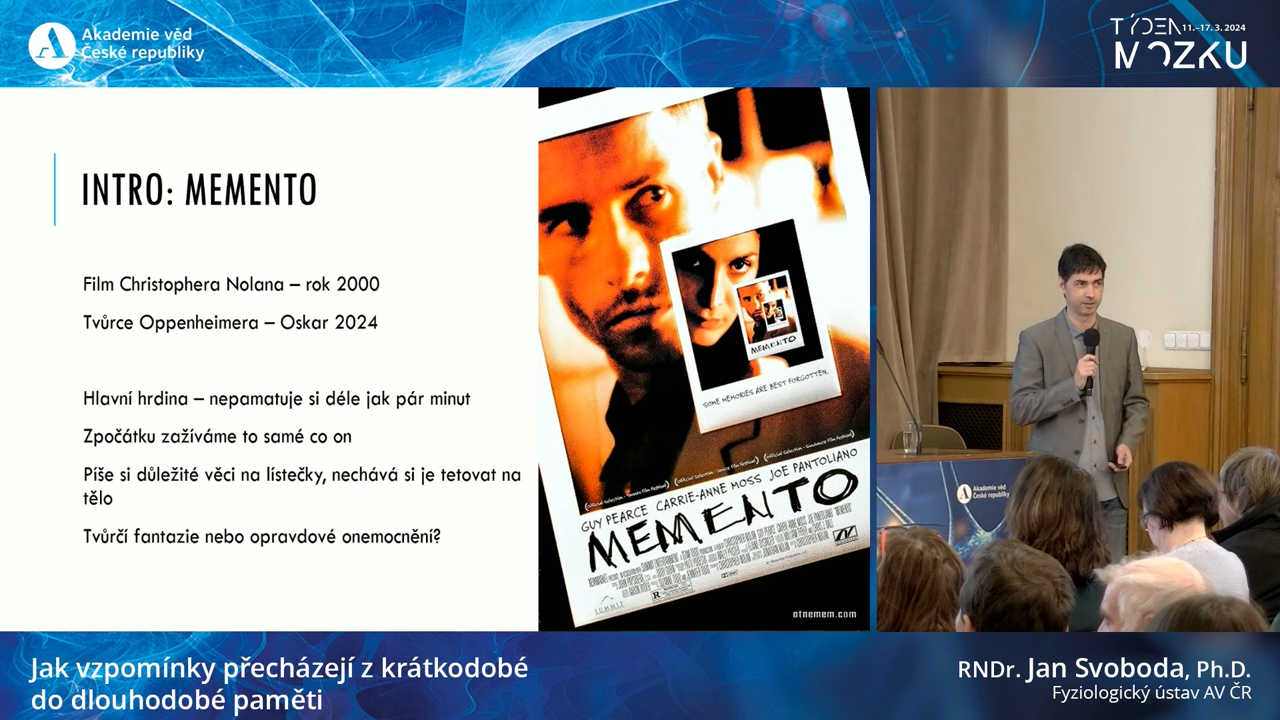 Akademie věd
České republiky
TÝDEN 11.–17. 3. 2024
MOZKU
INTRO: MEMENTO
Film Christophera Nolana – rok 2000
Tvůrce Oppenheimera – Oskar 2024
Hlavní hrdina – nepamatuje si déle jak pár minut
Zpočátku zažíváme to samé co on
Píše si důležité věci na lístečky, nechává si je tetovat na
tělo
Tvůrčí fantazie nebo opravdové onemocnění?
MEMENTO
SOME MEMORIES ARE BEST FORGOTTEN.
GUY PEARCE CARRIE-ANNE MOSS JOE PANTOLIANO
MEMENTO
otnemem.com
Akademie věd
České republiky
Jak vzpomínky přecházejí z krátkodobé
do dlouhodobé paměti
RNDr. Jan Svoboda, Ph.D.
Fyziologický ústav AV ČR